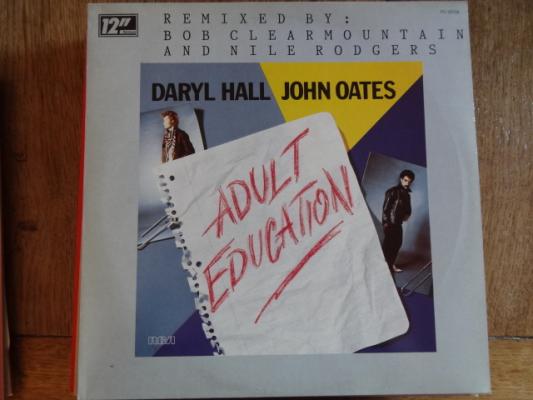 12"
REMIXED BY:
BOB CLEARMOUNTAIN
AND NILE RODGERS
DARYL HALL JOHN OATES
ADULT
EDUCATION
RCA